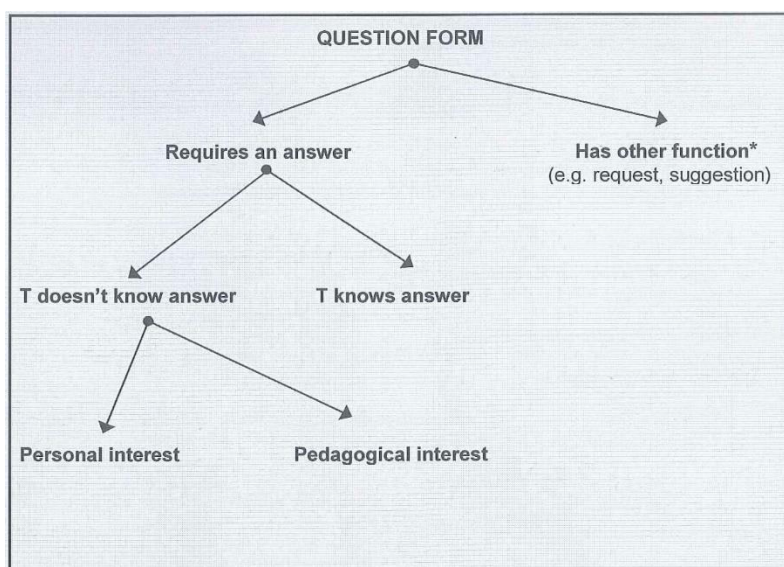 QUESTION FORM
Requires an answer
Has other function*
(e.g. request, suggestion)
T doesn't know answer
T knows answer
Personal interest
Pedagogical interest